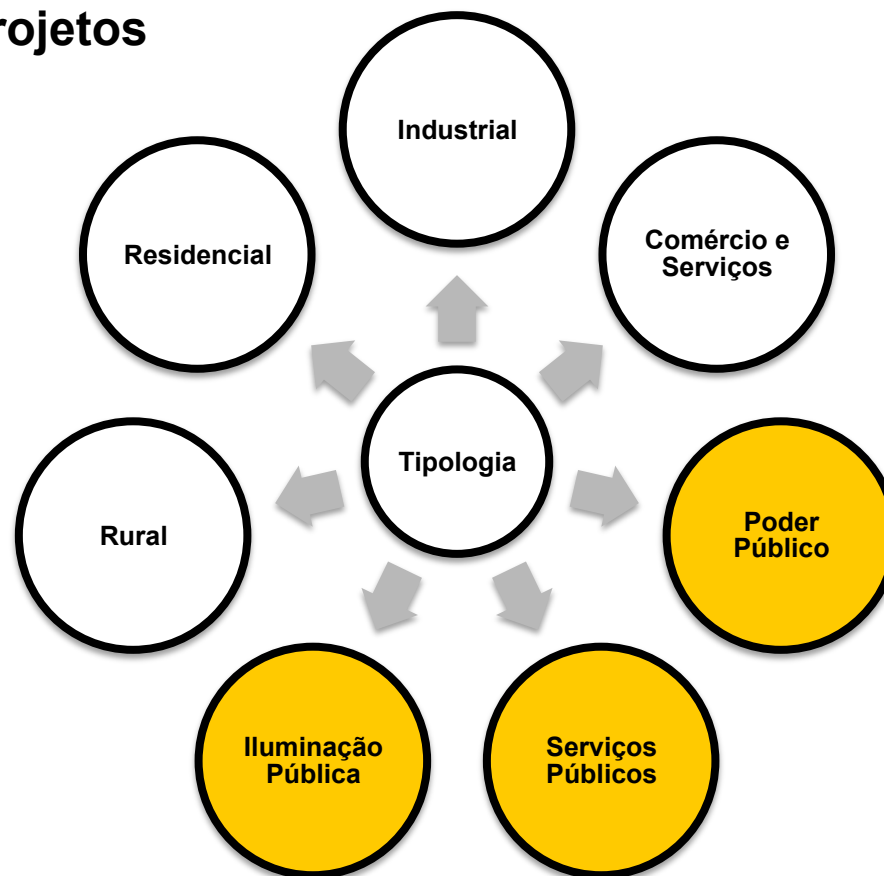 rojetos
Industrial
Residencial
Comércio e
Serviços
Tipologia
Rural
Poder
Público
Iluminação
Pública
Serviços
Públicos